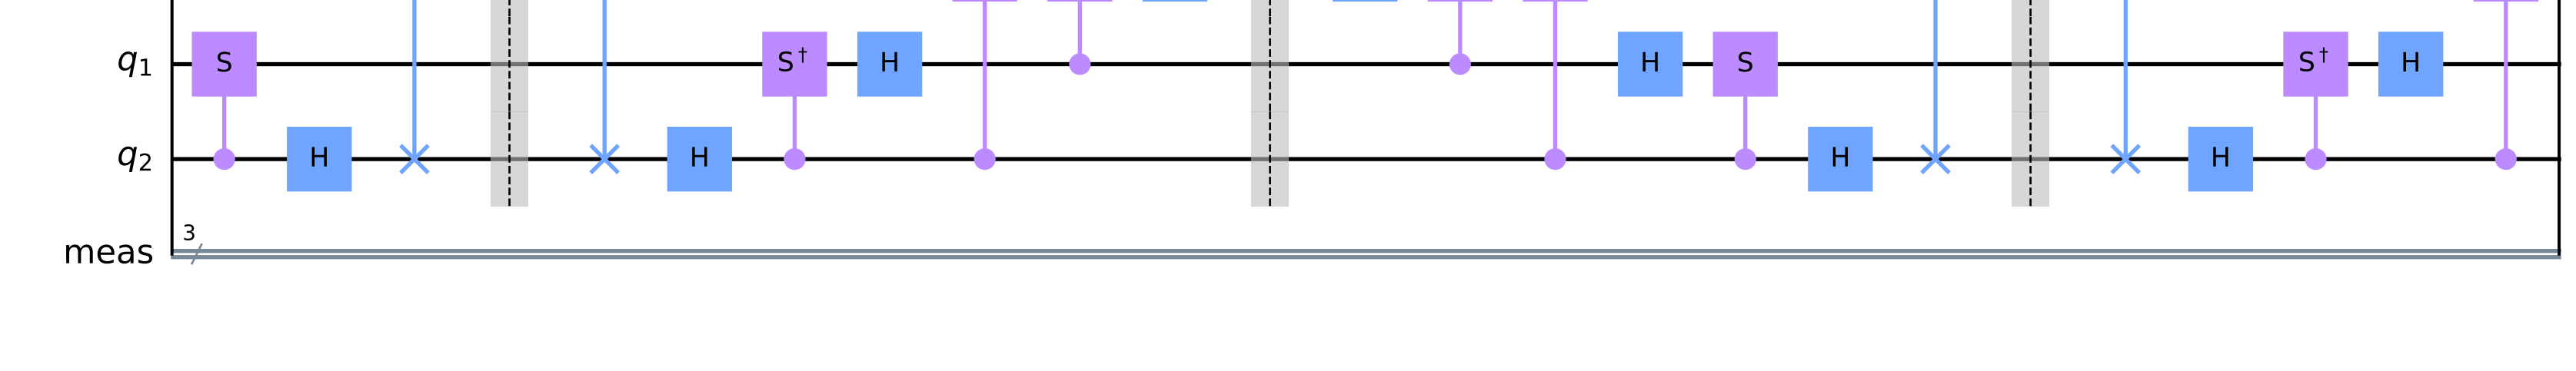 q1 S S† H H S S† H
q2 H H H H
3
meas